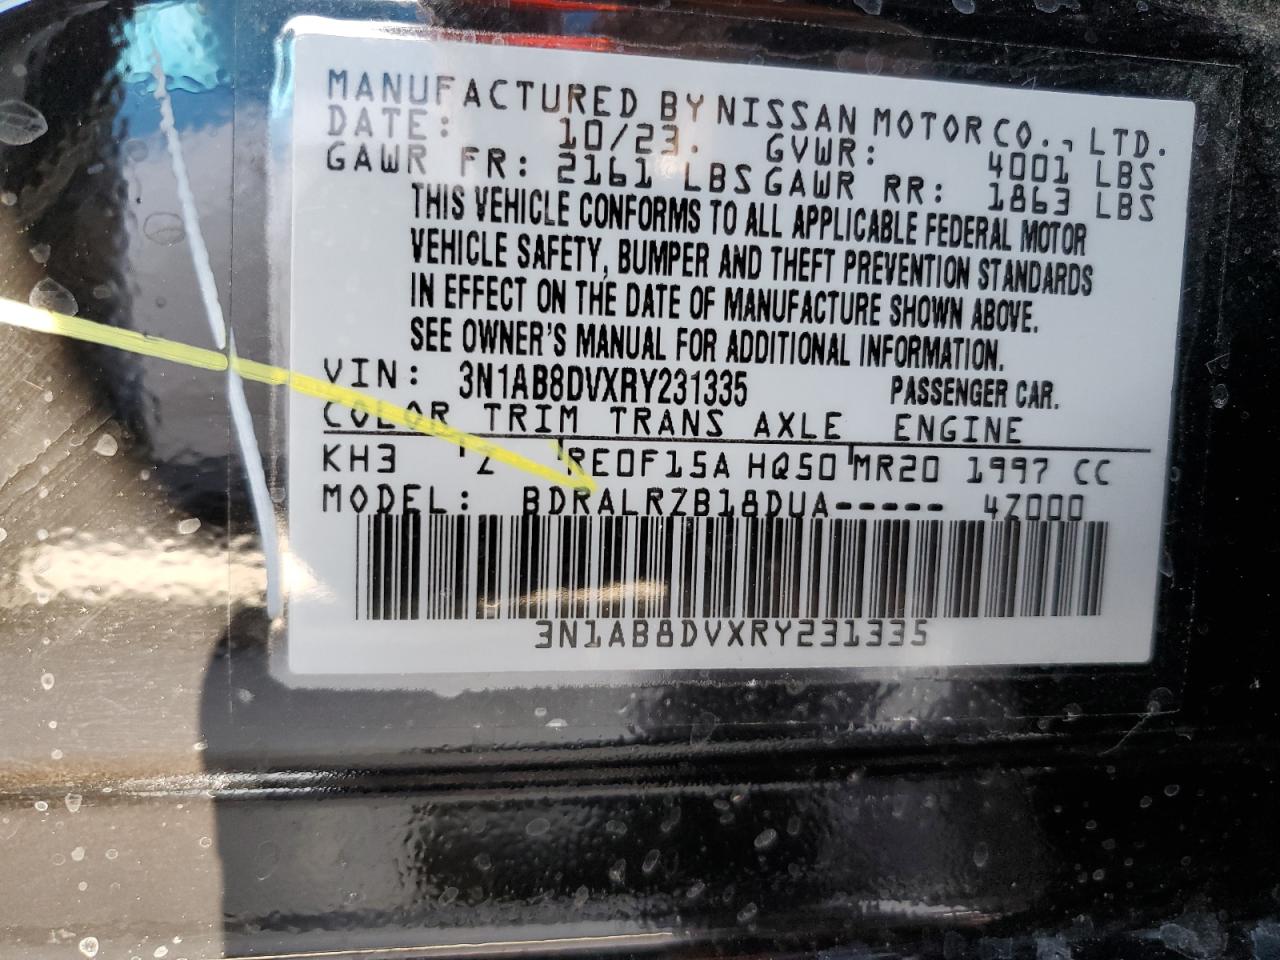 MANUFACTURED BY NISSAN MOTOR CO., LTD.
DATE: 10/23. GVWR: 4001 LBS
GAWR FR: 2161 LBS GAWR RR: 1863 LBS
THIS VEHICLE CONFORMS TO ALL APPLICABLE FEDERAL MOTOR
VEHICLE SAFETY, BUMPER AND THEFT PREVENTION STANDARDS
IN EFFECT ON THE DATE OF MANUFACTURE SHOWN ABOVE.
SEE OWNER'S MANUAL FOR ADDITIONAL INFORMATION.
VIN: 3N1AB8DVXRY231335 PASSENGER CAR.
COLOR TRIM TRANS AXLE ENGINE
KH3 Z RE0F15A HQ50 MR20 1997 CC
MODEL: BDRALRZB18DUA----- 4Z000
3N1AB8DVXRY231335